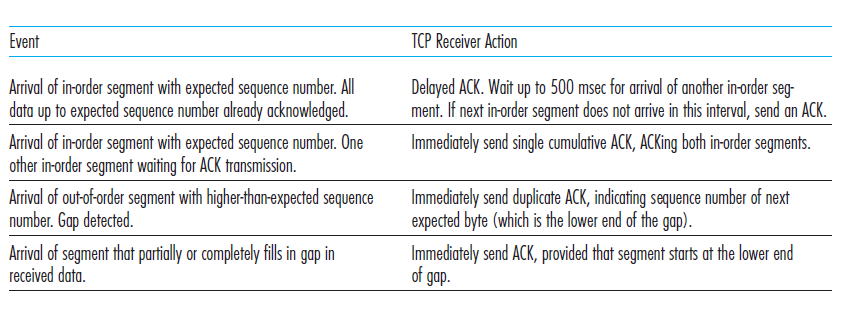 Event TCP Receiver Action
Arrival of in-order segment with expected sequence number. All
data up to expected sequence number already acknowledged.
Delayed ACK. Wait up to 500 msec for arrival of another in-order seg-
ment. If next in-order segment does not arrive in this interval, send an ACK.
Arrival of in-order segment with expected sequence number. One
other in-order segment waiting for ACK transmission.
Immediately send single cumulative ACK, ACKing both in-order segments.
Arrival of out-of-order segment with higher-than-expected sequence
number. Gap detected.
Immediately send duplicate ACK, indicating sequence number of next
expected byte (which is the lower end of the gap).
Arrival of segment that partially or completely fills in gap in
received data.
Immediately send ACK, provided that segment starts at the lower end
of gap.